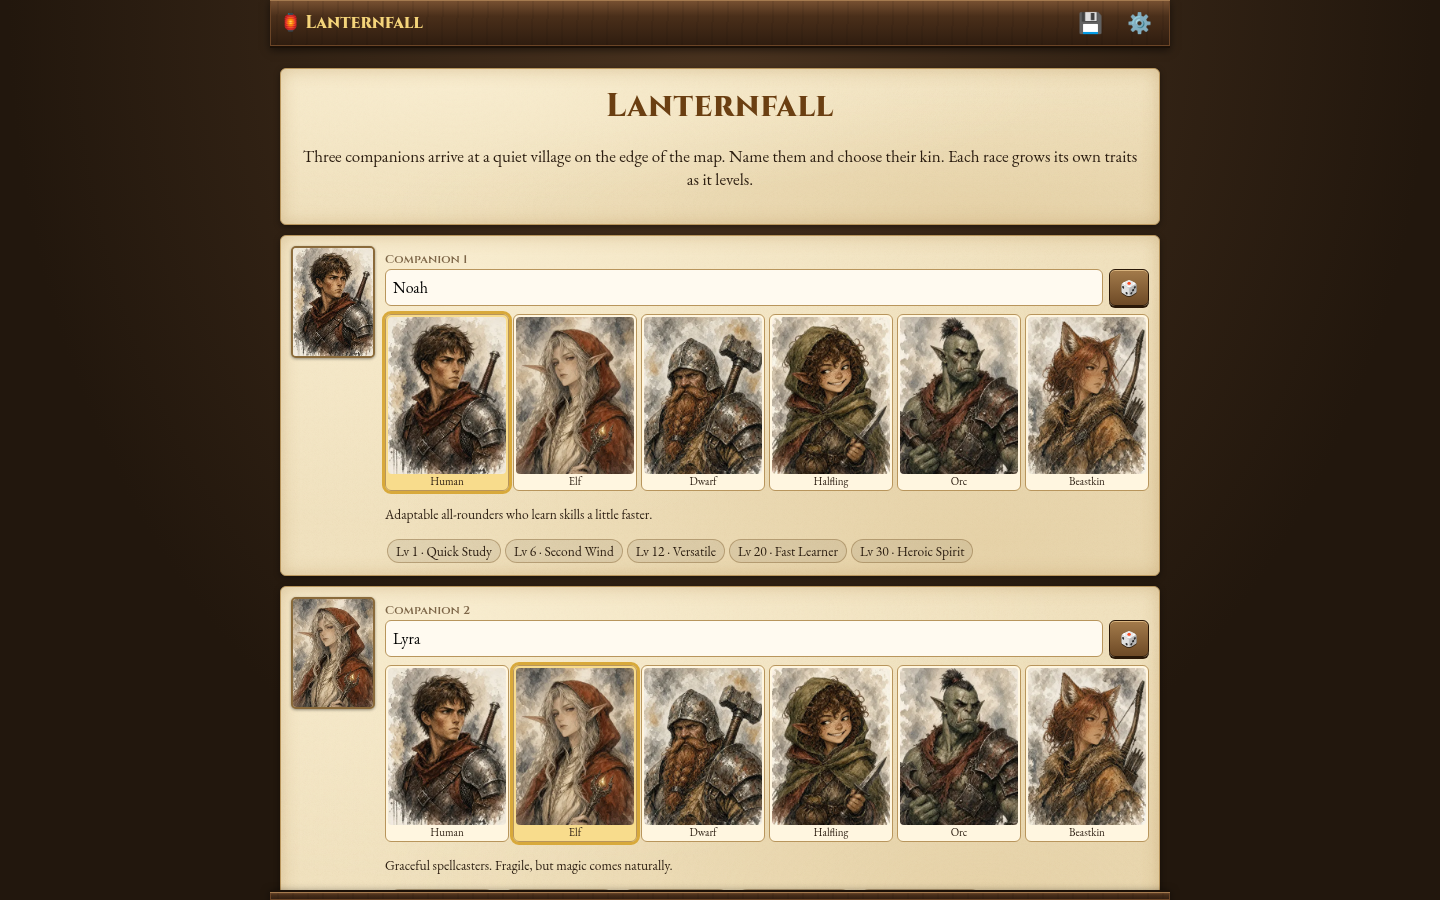 Lanternfall
Lanternfall
Three companions arrive at a quiet village on the edge of the map. Name them and choose their kin. Each race grows its own traits
as it levels.
Companion 1
Noah
Human Elf Dwarf Halfling Orc Beastkin
Adaptable all-rounders who learn skills a little faster.
Lv 1 · Quick Study Lv 6 · Second Wind Lv 12 · Versatile Lv 20 · Fast Learner Lv 30 · Heroic Spirit
Companion 2
Lyra
Human Elf Dwarf Halfling Orc Beastkin
Graceful spellcasters. Fragile, but magic comes naturally.